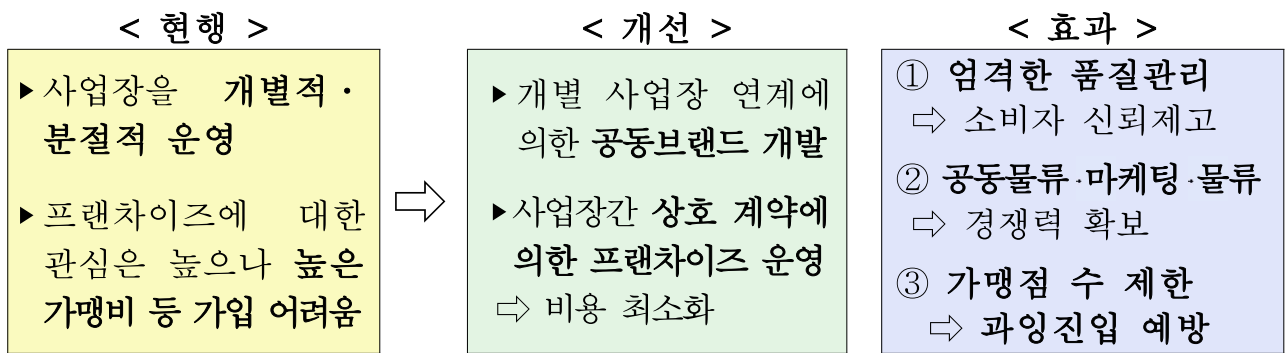 < 현행 >
▶사업장을 개별적·
분절적 운영
▶프랜차이즈에 대한
관심은 높으나 높은
가맹비 등 가입 어려움
⇨
< 개선 >
▶개별 사업장 연계에
의한 공동브랜드 개발
▶사업장간 상호 계약에
의한 프랜차이즈 운영
⇨ 비용 최소화
< 효과 >
① 엄격한 품질관리
⇨ 소비자 신뢰제고
② 공동물류·마케팅·물류
⇨ 경쟁력 확보
③ 가맹점 수 제한
⇨ 과잉진입 예방